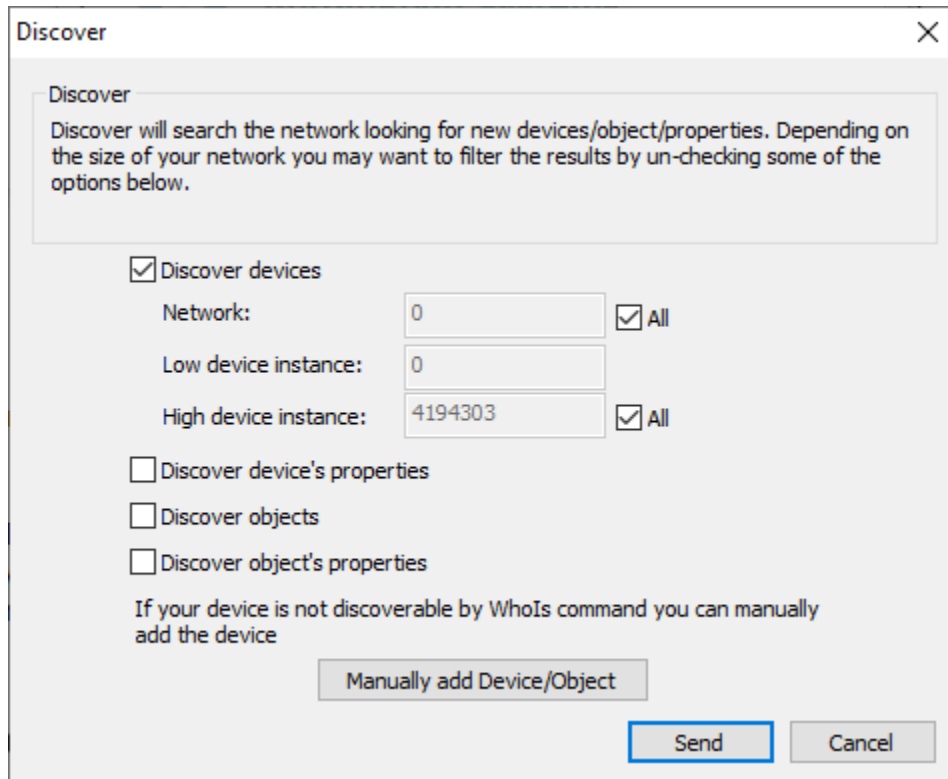 Discover
Discover
Discover will search the network looking for new devices/object/properties. Depending on
the size of your network you may want to filter the results by un-checking some of the
options below.
Discover devices
Network: 0 All
Low device instance: 0
High device instance: 4194303 All
Discover device's properties
Discover objects
Discover object's properties
If your device is not discoverable by WhoIs command you can manually
add the device
Manually add Device/Object
Send Cancel